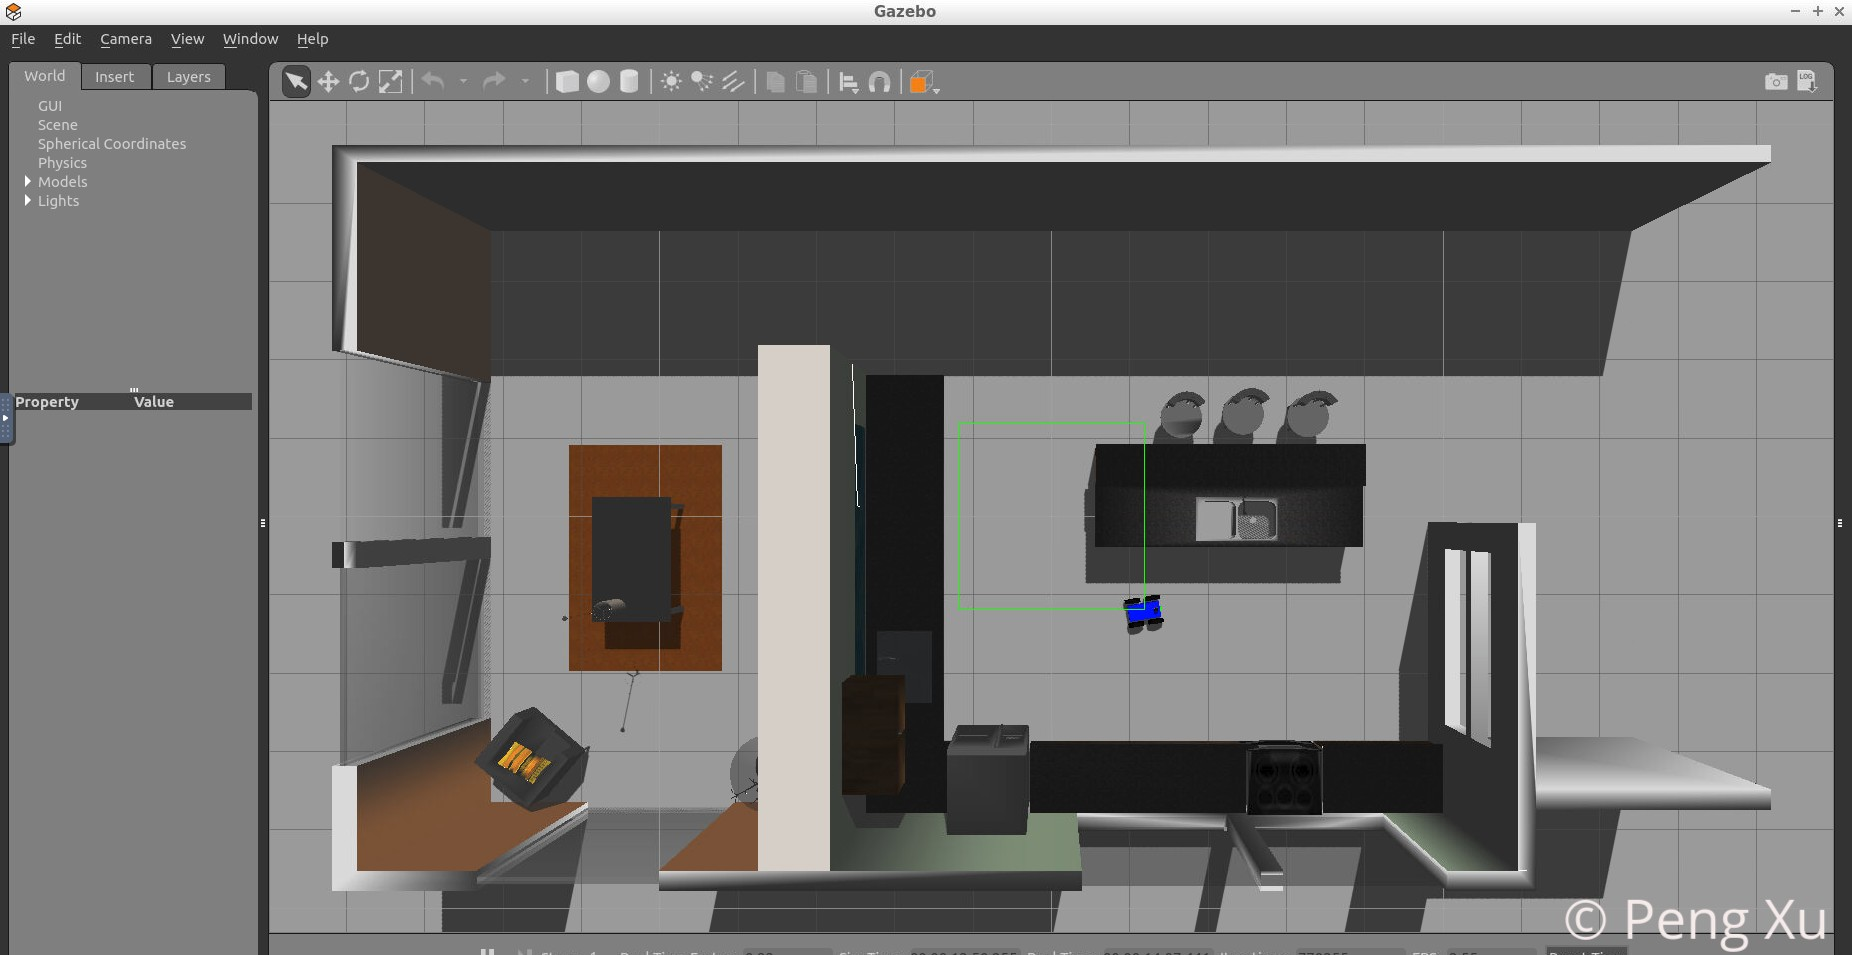 Gazebo
File Edit Camera View Window Help
World Insert Layers
LOG
GUI
Scene
Spherical Coordinates
Physics
Models
Lights
Property Value
© Peng Xu